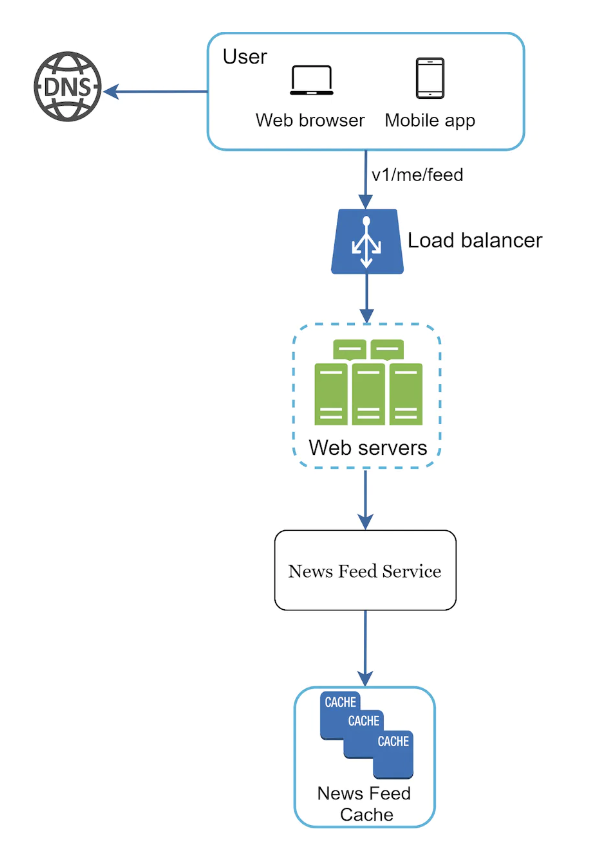 DNS
User
Web browser
Mobile app
v1/me/feed
Load balancer
Web servers
News Feed Service
CACHE
CACHE
CACHE
News Feed
Cache